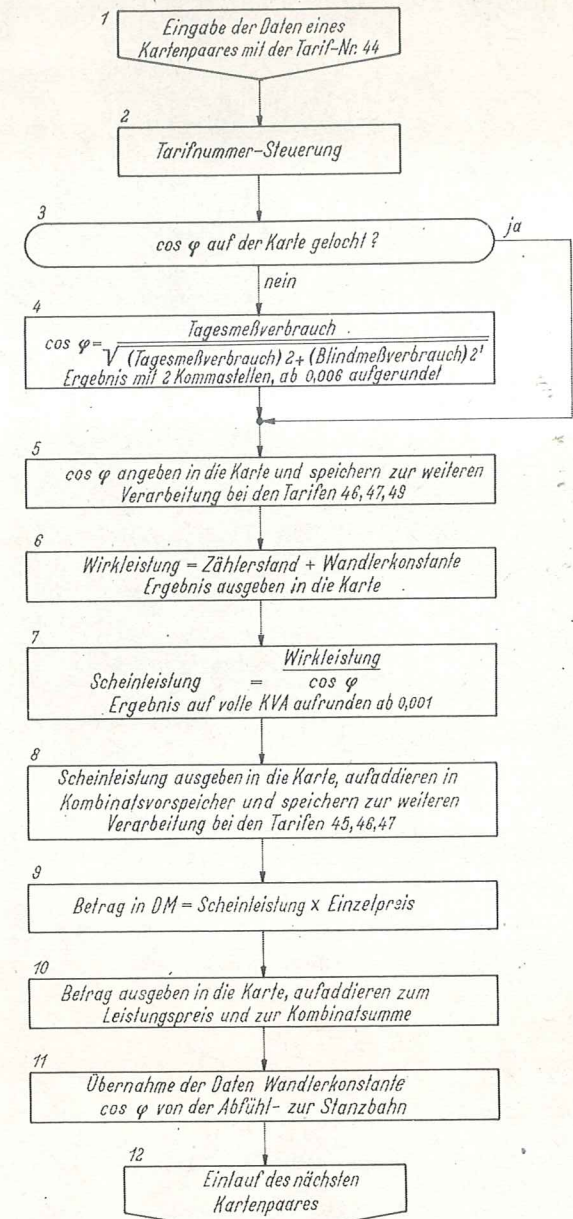 1
Eingabe der Daten eines
Kartenpaares mit der Tarif-Nr. 44
2
Tarifnummer-Steuerung
3
cos φ auf der Karte gelocht ?
ja
nein
4
Tagesmeßverbrauch
cos φ = √ (Tagesmeßverbrauch) 2 + (Blindmeßverbrauch) 2'
Ergebnis mit 2 Kommastellen, ab 0,006 aufgerundet
5
cos φ angeben in die Karte und speichern zur weiteren
Verarbeitung bei den Tarifen 46, 47, 49
6
Wirkleistung = Zählerstand + Wandlerkonstante
Ergebnis ausgeben in die Karte
7
Wirkleistung
Scheinleistung = cos φ
Ergebnis auf volle KVA aufrunden ab 0,001
8
Scheinleistung ausgeben in die Karte, aufaddieren in
Kombinatsvorspeicher und speichern zur weiteren
Verarbeitung bei den Tarifen 45, 46, 47
9
Betrag in DM = Scheinleistung x Einzelpreis
10
Betrag ausgeben in die Karte, aufaddieren zum
Leistungspreis und zur Kombinatsumme
11
Übernahme der Daten Wandlerkonstante
cos φ von der Abfühl- zur Stanzbahn
12
Einlauf des nächsten
Kartenpaares